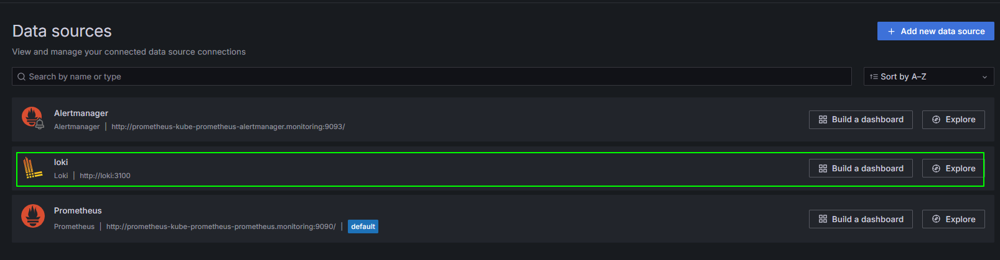 Data sources
Add new data source
View and manage your connected data source connections
Search by name or type
Sort by A–Z
Alertmanager
Alertmanager | http://prometheus-kube-prometheus-alertmanager.monitoring:9093/
Build a dashboard
Explore
loki
Loki | http://loki:3100
Build a dashboard
Explore
Prometheus
Prometheus | http://prometheus-kube-prometheus-prometheus.monitoring:9090/ | default
Build a dashboard
Explore